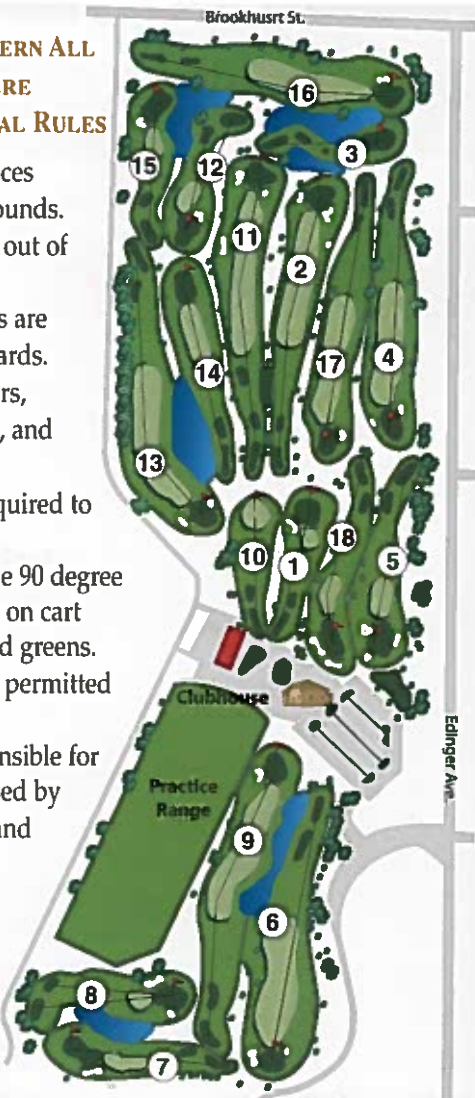 Brookhusrt St.
ERN ALL
ERE
AL RULES
ces
ounds.
out of
s are
ards.
rs,
, and
quired to
e 90 degree
on cart
d greens.
permitted
nsible for
ed by
nd
16
15
12
3
11
2
17
4
14
13
10
1
18
5
Clubhouse
Edinger Ave.
Practice
Range
9
6
8
7